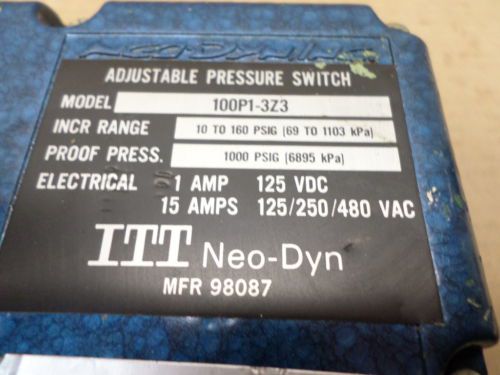 Neo-Dyn
ADJUSTABLE PRESSURE SWITCH
MODEL 100P1-3Z3
INCR RANGE 10 TO 160 PSIG (69 TO 1103 kPa)
PROOF PRESS. 1000 PSIG (6895 kPa)
ELECTRICAL 1 AMP 125 VDC
15 AMPS 125/250/480 VAC
ITT Neo-Dyn
MFR 98087